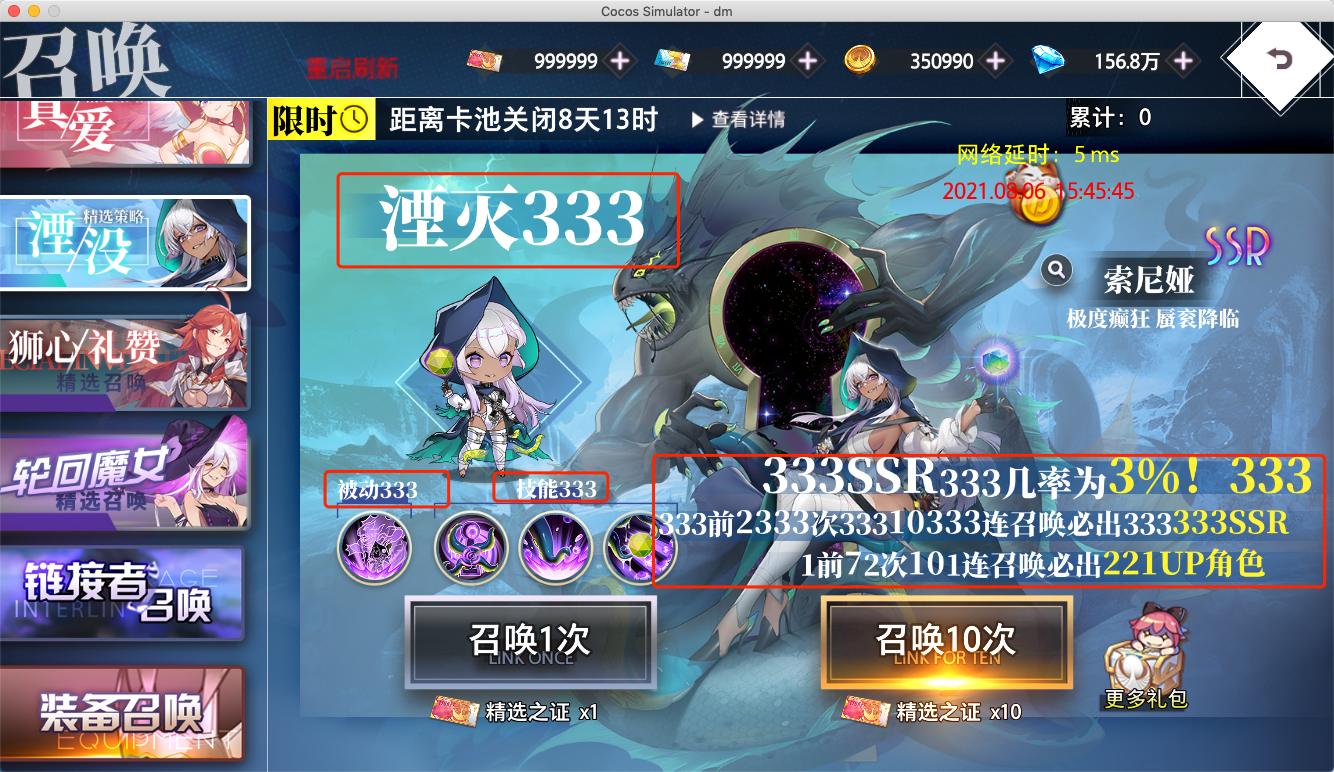 Cocos Simulator - dm
召唤
重启刷新
999999
999999
350990
156.8万
限时
距离卡池关闭8天13时
查看详情
累计：0
网络延时：5 ms
2021.08.06 15:45:45
真/爱
精选策略
湮/没
狮心/礼赞
精选召唤
轮回魔女
精选召唤
链接者召唤
装备召唤
EQUIPMENT
湮灭333
SSR
索尼娅
极度癫狂 蜃衮降临
被动333
技能333
333SSR333几率为3%！333
333前2333次33310333连召唤必出333333SSR
1前72次101连召唤必出221UP角色
召唤1次
LINK ONCE
召唤10次
LINK FOR TEN
精选之证 x1
精选之证 x10
更多礼包